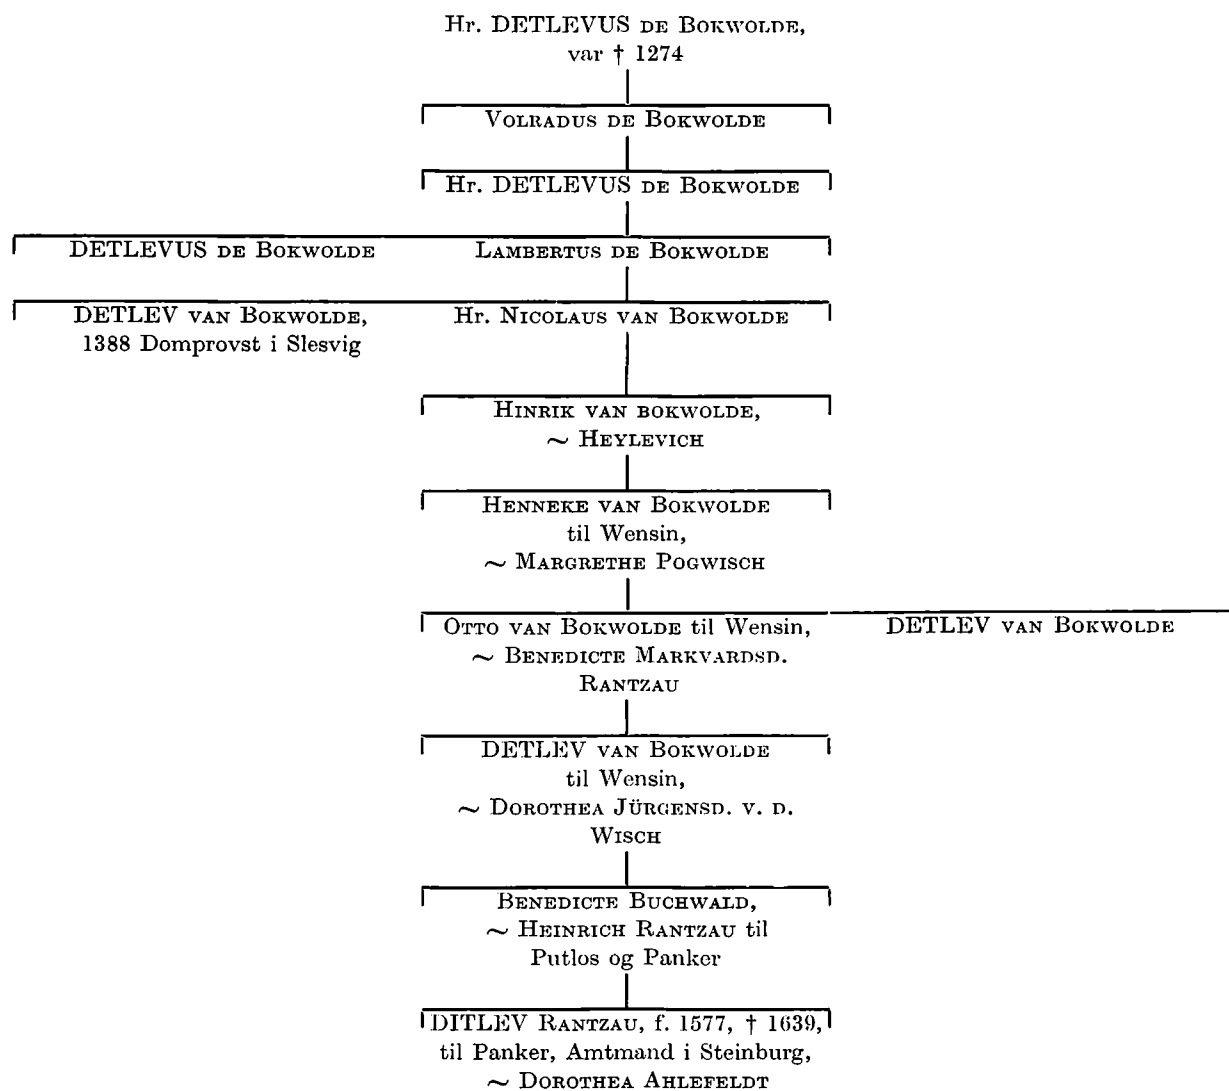 Hr. DETLEVUS DE BOKWOLDE,
var † 1274
VOLRADUS DE BOKWOLDE
Hr. DETLEVUS DE BOKWOLDE
DETLEVUS DE BOKWOLDE
LAMBERTUS DE BOKWOLDE
DETLEV VAN BOKWOLDE,
1388 Domprovst i Slesvig
Hr. NICOLAUS VAN BOKWOLDE
HINRIK VAN BOKWOLDE,
~ HEYLEVICH
HENNEKE VAN BOKWOLDE
til Wensin,
~ MARGRETHE POGWISCH
OTTO VAN BOKWOLDE til Wensin,
~ BENEDICTE MARKVARDSD.
RANTZAU
DETLEV VAN BOKWOLDE
DETLEV VAN BOKWOLDE
til Wensin,
~ DOROTHEA JÜRGENSD. V. D.
WISCH
BENEDICTE BUCHWALD,
~ HEINRICH RANTZAU til
Putlos og Panker
DITLEV RANTZAU, f. 1577, † 1639,
til Panker, Amtmand i Steinburg,
~ DOROTHEA AHLEFELDT